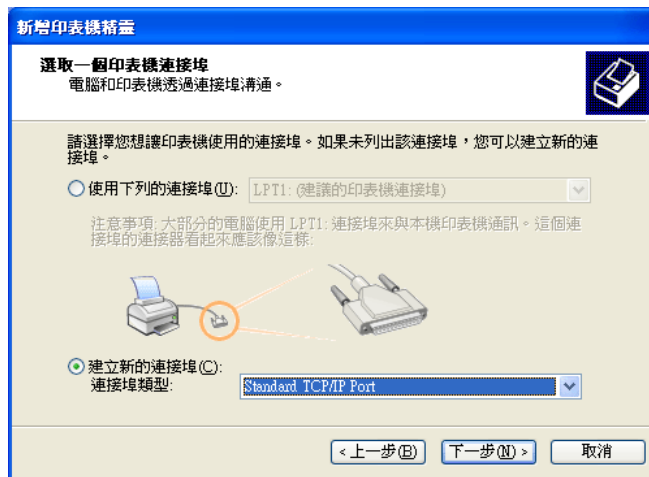 新增印表機精靈
選取一個印表機連接埠
電腦和印表機透過連接埠溝通。
請選擇您想讓印表機使用的連接埠。如果未列出該連接埠，您可以建立新的連
接埠。
使用下列的連接埠(U): LPT1: (建議的印表機連接埠)
注意事項: 大部分的電腦使用 LPT1: 連接埠來與本機印表機通訊。這個連
接埠的連接器看起來應該像這樣:
建立新的連接埠(C):
連接埠類型: Standard TCP/IP Port
<上一步(B) 下一步(N)> 取消